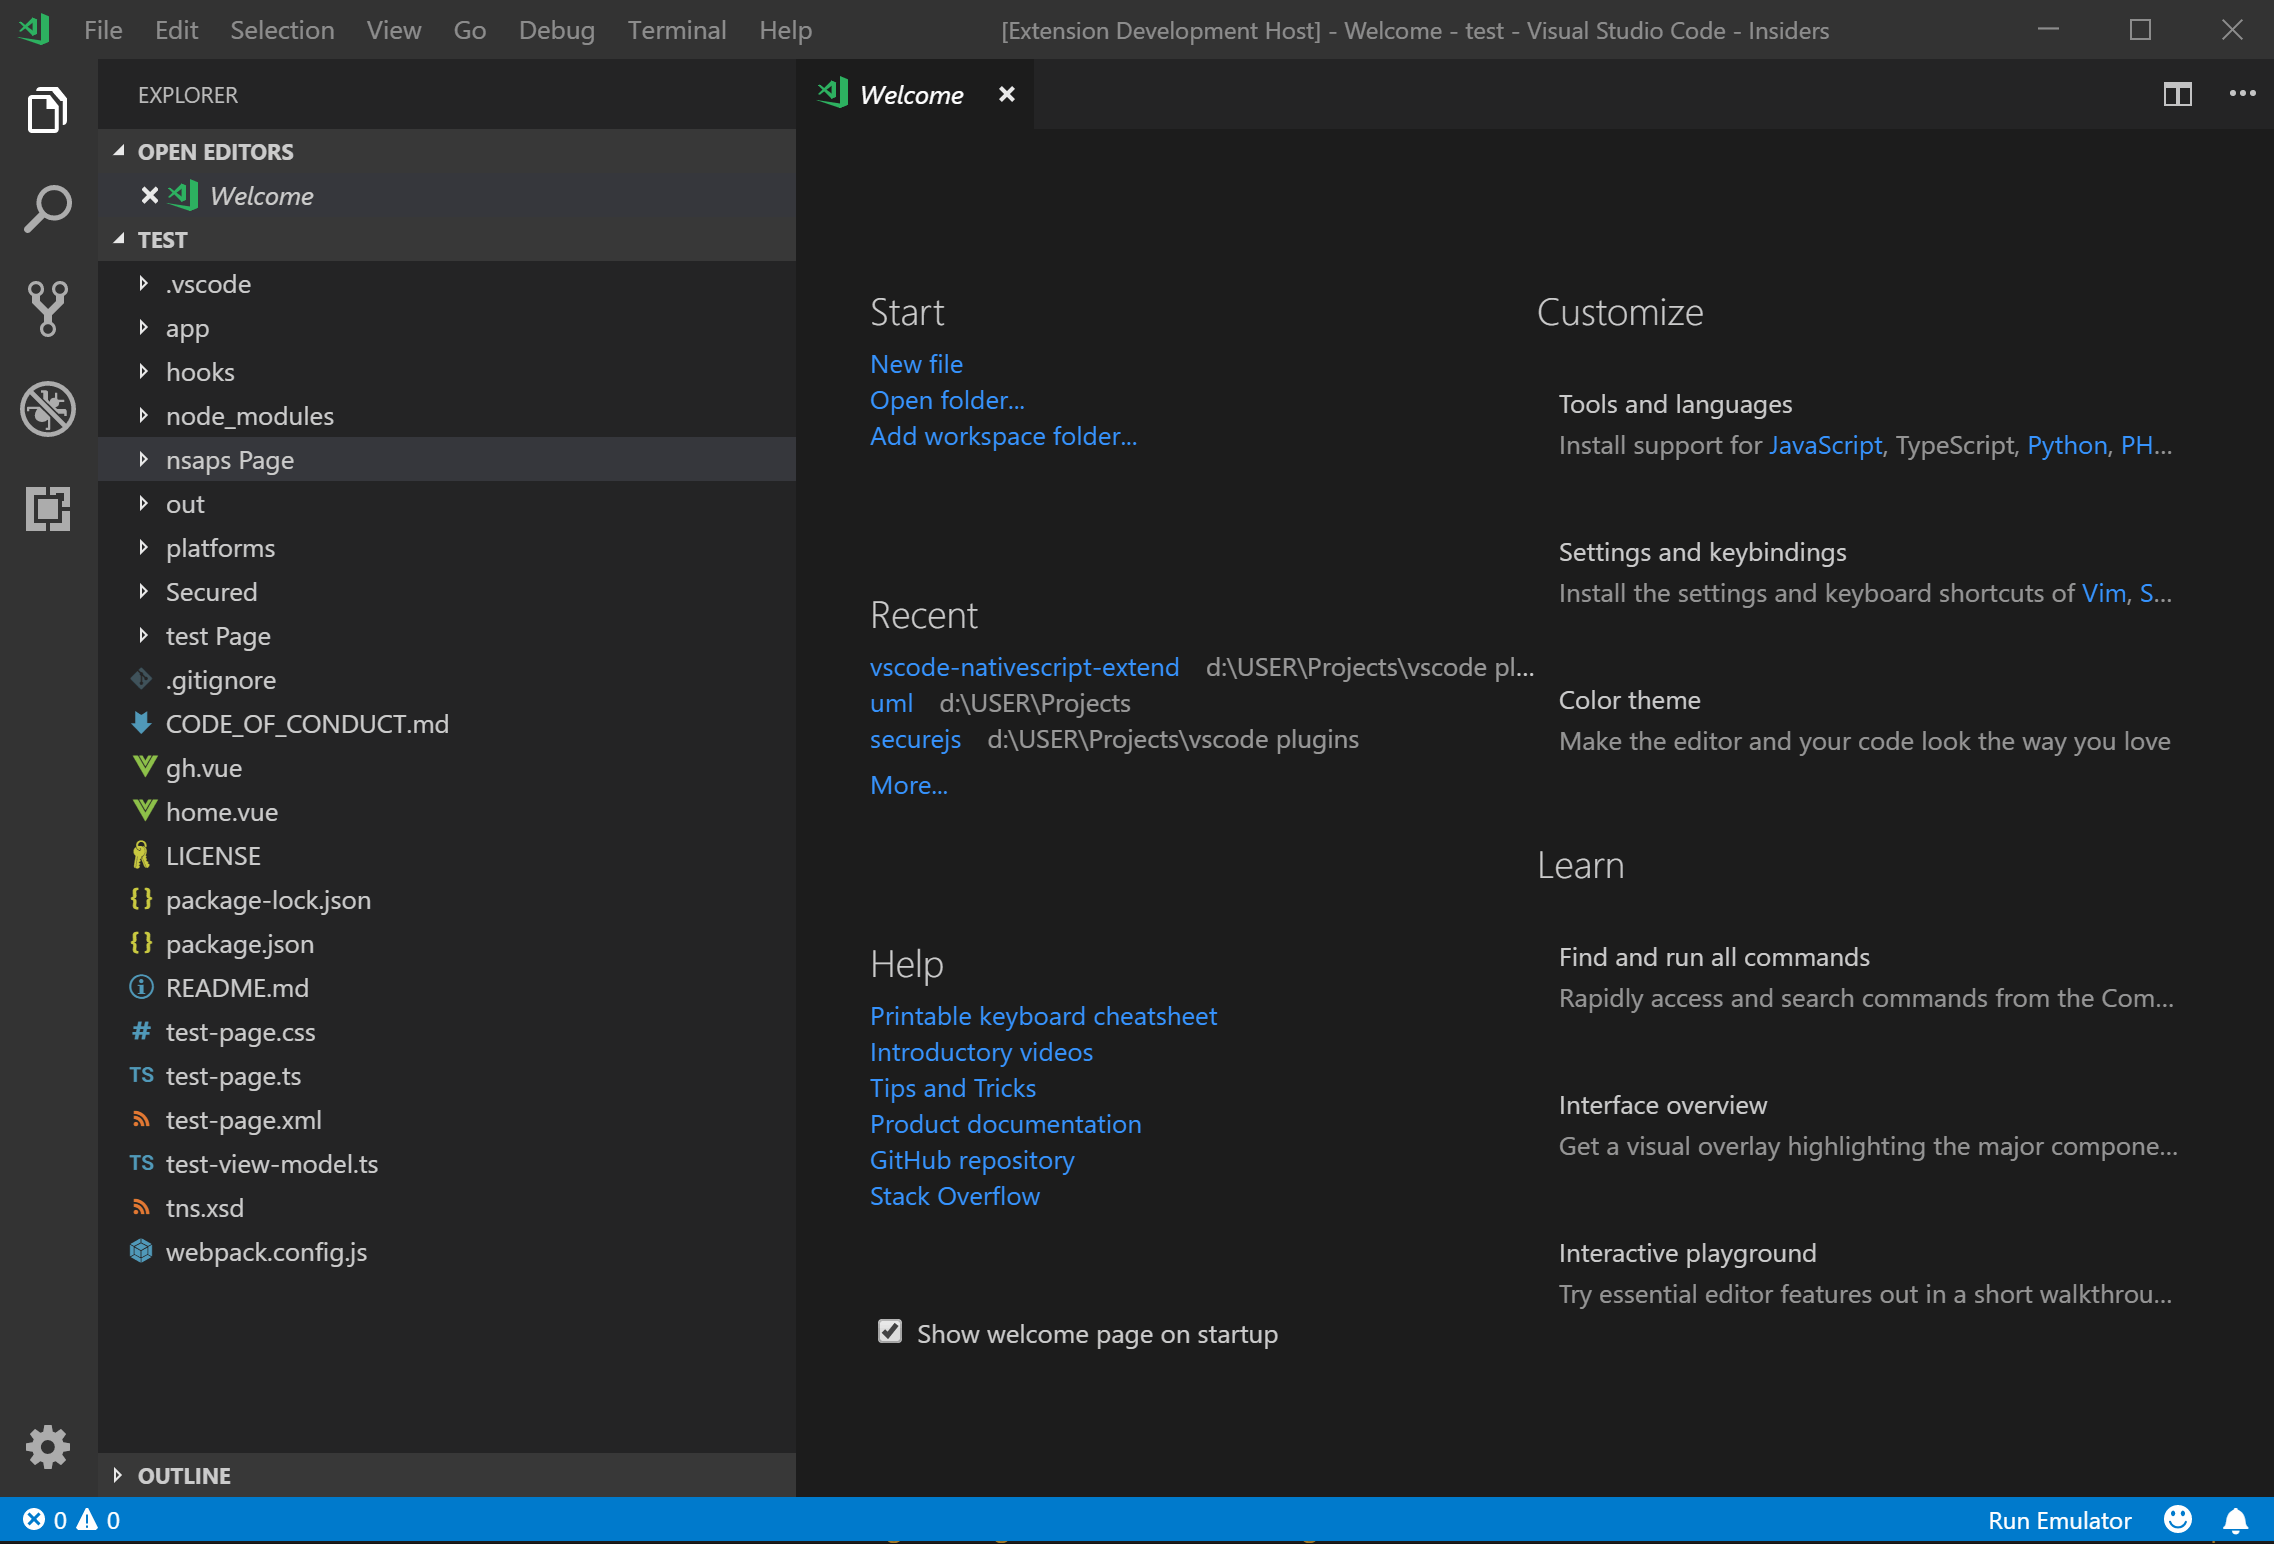 File Edit Selection View Go Debug Terminal Help [Extension Development Host] - Welcome - test - Visual Studio Code - Insiders
EXPLORER
OPEN EDITORS
Welcome
TEST
.vscode
app
hooks
node_modules
nsaps Page
out
platforms
Secured
test Page
.gitignore
CODE_OF_CONDUCT.md
gh.vue
home.vue
LICENSE
{} package-lock.json
{} package.json
README.md
# test-page.css
TS test-page.ts
test-page.xml
TS test-view-model.ts
tns.xsd
webpack.config.js
OUTLINE
Welcome
Start
New file
Open folder...
Add workspace folder...
Recent
vscode-nativescript-extend d:\USER\Projects\vscode pl...
uml d:\USER\Projects
securejs d:\USER\Projects\vscode plugins
More...
Help
Printable keyboard cheatsheet
Introductory videos
Tips and Tricks
Product documentation
GitHub repository
Stack Overflow
Show welcome page on startup
Customize
Tools and languages
Install support for JavaScript, TypeScript, Python, PH...
Settings and keybindings
Install the settings and keyboard shortcuts of Vim, S...
Color theme
Make the editor and your code look the way you love
Learn
Find and run all commands
Rapidly access and search commands from the Com...
Interface overview
Get a visual overlay highlighting the major compone...
Interactive playground
Try essential editor features out in a short walkthrou...
0 0 Run Emulator